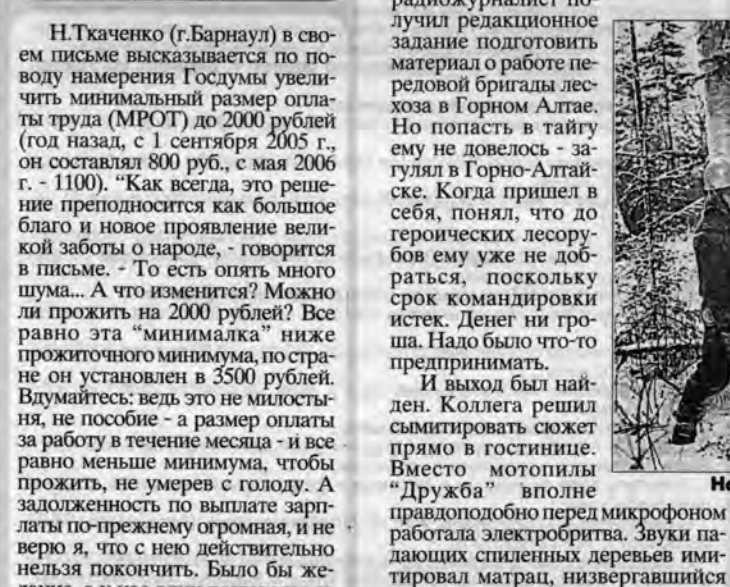 Н.Ткаченко (г.Барнаул) в сво-
ем письме высказывается по по-
воду намерения Госдумы увели-
чить минимальный размер опла-
ты труда (МРОТ) до 2000 рублей
(год назад, с 1 сентября 2005 г.,
он составлял 800 руб., с мая 2006
г. - 1100). “Как всегда, это реше-
ние преподносится как большое
благо и новое проявление вели-
кой заботы о народе, - говорится
в письме. - То есть опять много
шума... А что изменится? Можно
ли прожить на 2000 рублей? Все
равно эта “минималка” ниже
прожиточного минимума, по стра-
не он установлен в 3500 рублей.
Вдумайтесь: ведь это не милосты-
ня, не пособие - а размер оплаты
за работу в течение месяца - и все
равно меньше минимума, чтобы
прожить, не умерев с голоду. А
задолженность по выплате зарп-
латы по-прежнему огромная, и не
верю я, что с нею действительно
нельзя покончить. Было бы же-
радиожурналист по-
лучил редакционное
задание подготовить
материал о работе пе-
редовой бригады лес-
хоза в Горном Алтае.
Но попасть в тайгу
ему не довелось - за-
гулял в Горно-Алтай-
ске. Когда пришел в
себя, понял, что до
героических лесору-
бов ему уже не доб-
раться, поскольку
срок командировки
истек. Денег ни гро-
ша. Надо было что-то
предпринимать.
И выход был най-
ден. Коллега решил
сымитировать сюжет
прямо в гостинице.
Вместо мотопилы
“Дружба” вполне
правдоподобно перед микрофоном
работала электробритва. Звуки па-
дающих спиленных деревьев ими-
тировал матрац, низвергавшийся